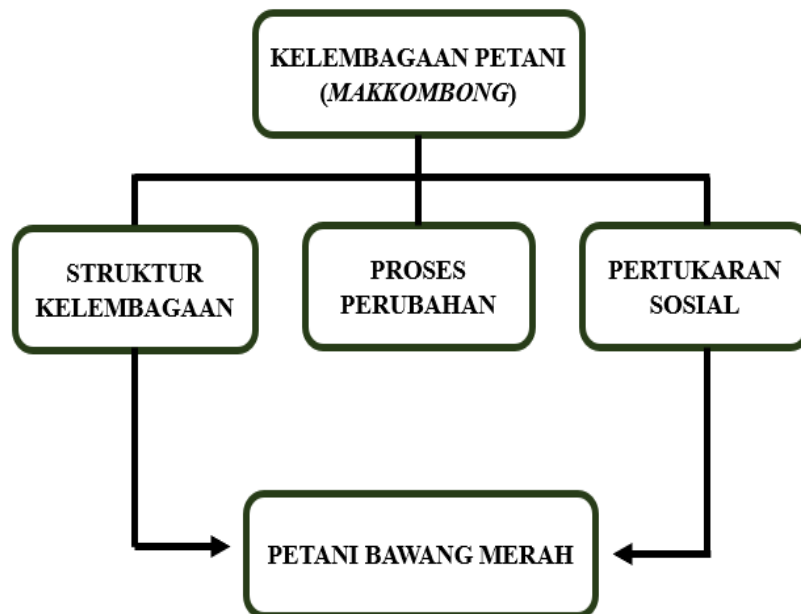 KELEMBAGAAN PETANI
(MAKKOMBONG)
STRUKTUR
KELEMBAGAAN
PROSES
PERUBAHAN
PERTUKARAN
SOSIAL
PETANI BAWANG MERAH